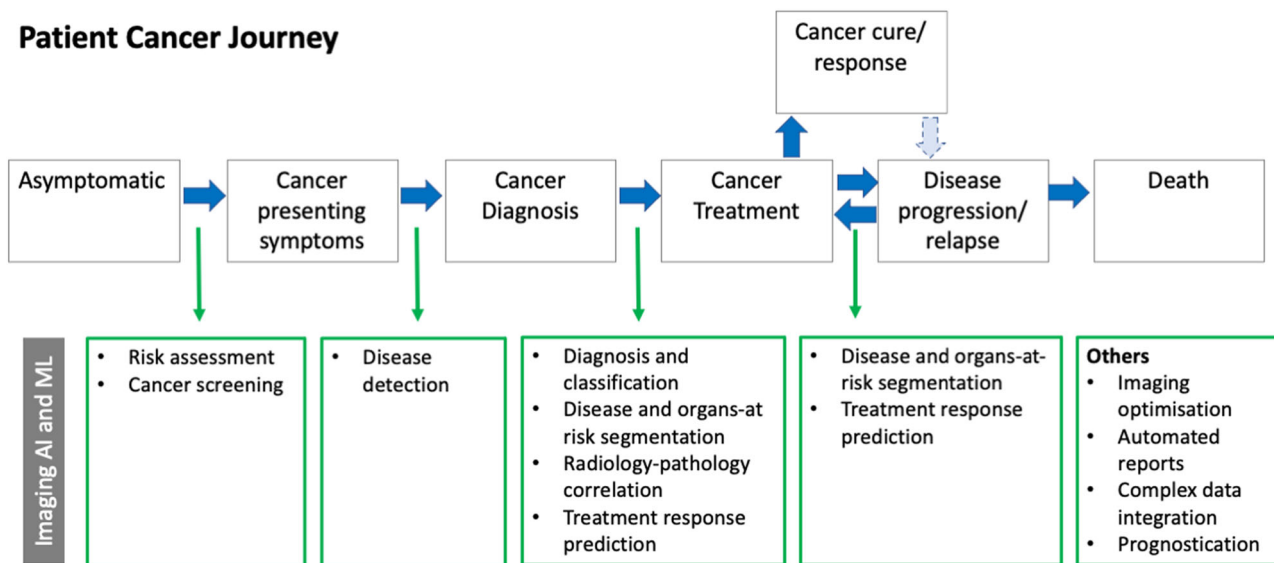 Patient Cancer Journey
Cancer cure/
response
Asymptomatic
Cancer
presenting
symptoms
Cancer
Diagnosis
Cancer
Treatment
Disease
progression/
relapse
Death
Imaging AI and ML
• Risk assessment
• Cancer screening
• Disease
detection
• Diagnosis and
classification
• Disease and organs-at
risk segmentation
• Radiology-pathology
correlation
• Treatment response
prediction
• Disease and organs-at-
risk segmentation
• Treatment response
prediction
Others
• Imaging
optimisation
• Automated
reports
• Complex data
integration
• Prognostication